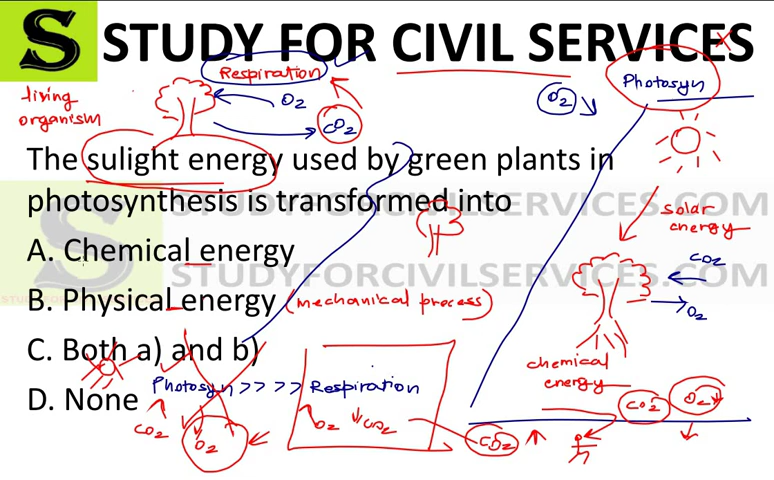 S STUDY FOR CIVIL SERVICES
Respiration
Photosyn
living
organism
O2
CO2
O2
The sulight energy used by green plants in
photosynthesis is transformed into
STUDYFORCIVILSERVICES.COM
solar
energy
A. Chemical energy
CO2
STUDYFORCIVILSERVICES.COM
B. Physical energy (mechanical process)
O2
C. Both a) and b)
chemical
energy
Photosyn >>>> Respiration
D. None
CO2
O2
O2
CO2
CO2
CO2
O2